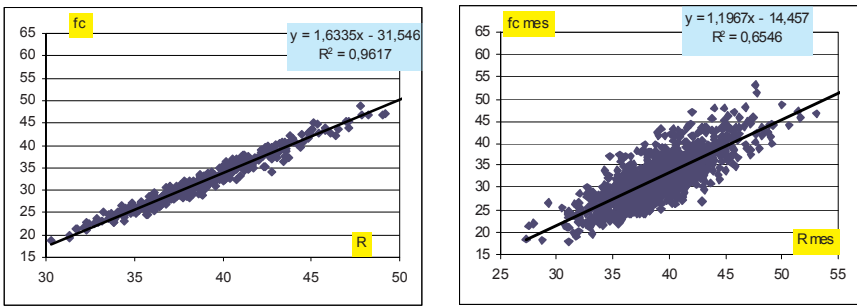 fc
y = 1,6335x - 31,546
R² = 0,9617
65
60
55
50
45
40
35
30
25
20
15
R
30 35 40 45 50
fc mes
y = 1,1967x - 14,457
R² = 0,6546
65
60
55
50
45
40
35
30
25
20
15
R mes
25 30 35 40 45 50 55